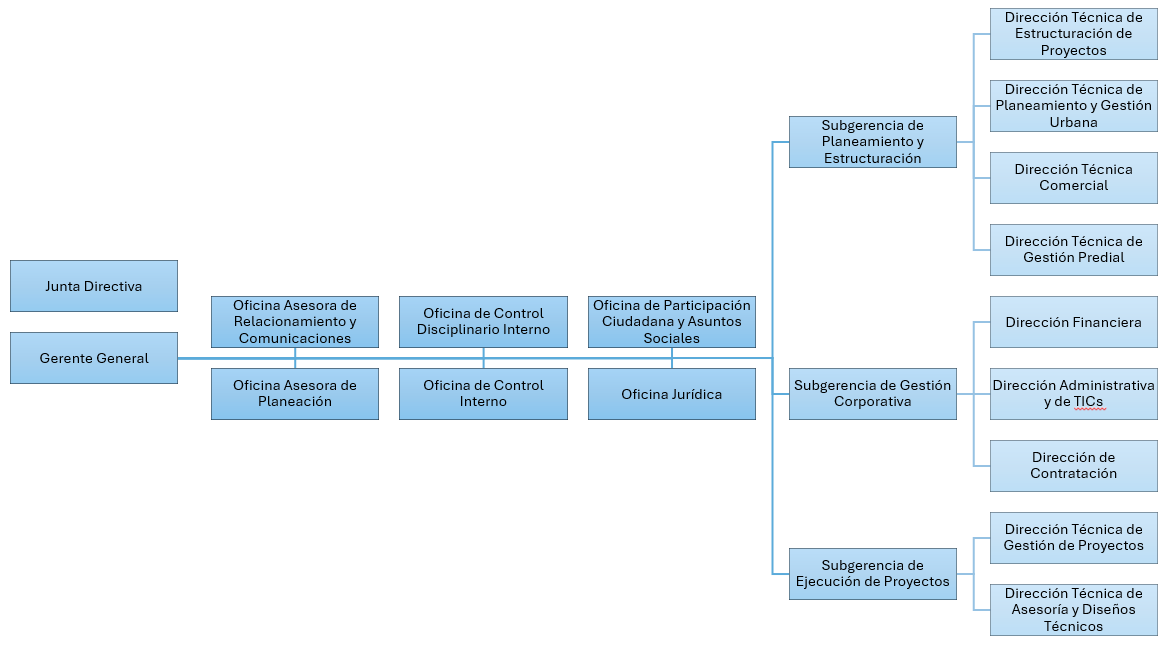 Junta Directiva
Gerente General
Oficina Asesora de
Relacionamiento y
Comunicaciones
Oficina Asesora de
Planeación
Oficina de Control
Disciplinario Interno
Oficina de Control
Interno
Oficina de Participación
Ciudadana y Asuntos
Sociales
Oficina Jurídica
Subgerencia de
Planeamiento y
Estructuración
Dirección Técnica de
Estructuración de
Proyectos
Dirección Técnica de
Planeamiento y Gestión
Urbana
Dirección Técnica
Comercial
Dirección Técnica de
Gestión Predial
Subgerencia de Gestión
Corporativa
Dirección Financiera
Dirección Administrativa
y de TICs
Dirección de
Contratación
Subgerencia de
Ejecución de Proyectos
Dirección Técnica de
Gestión de Proyectos
Dirección Técnica de
Asesoría y Diseños
Técnicos